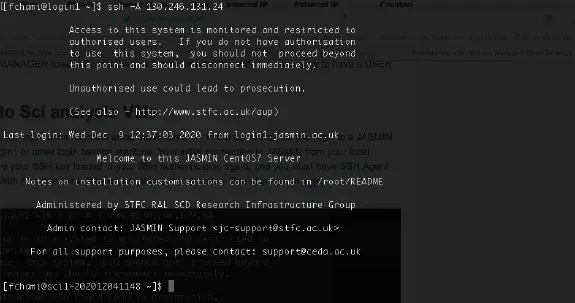 [[fchami@login1 ~]$ ssh -A 130.246.131.24
Access to this system is monitored and restricted to
authorised users. If you do not have authorisation
to use this system, you should not proceed beyond
this point and should disconnect immediately.
Unauthorised use could lead to prosecution.
(See also - http://www.stfc.ac.uk/aup)
Last login: Wed Dec 9 12:37:03 2020 from login1.jasmin.ac.uk
Welcome to this JASMIN CentOS7 Server
Notes on installation customisations can be found in /root/README
Administered by STFC RAL SCD Research Infrastructure Group
Admin contact: JASMIN Support <jc-support@stfc.ac.uk>
For all support purposes, please contact: support@ceda.ac.uk
[fchami@sci1-202012041148 ~]$